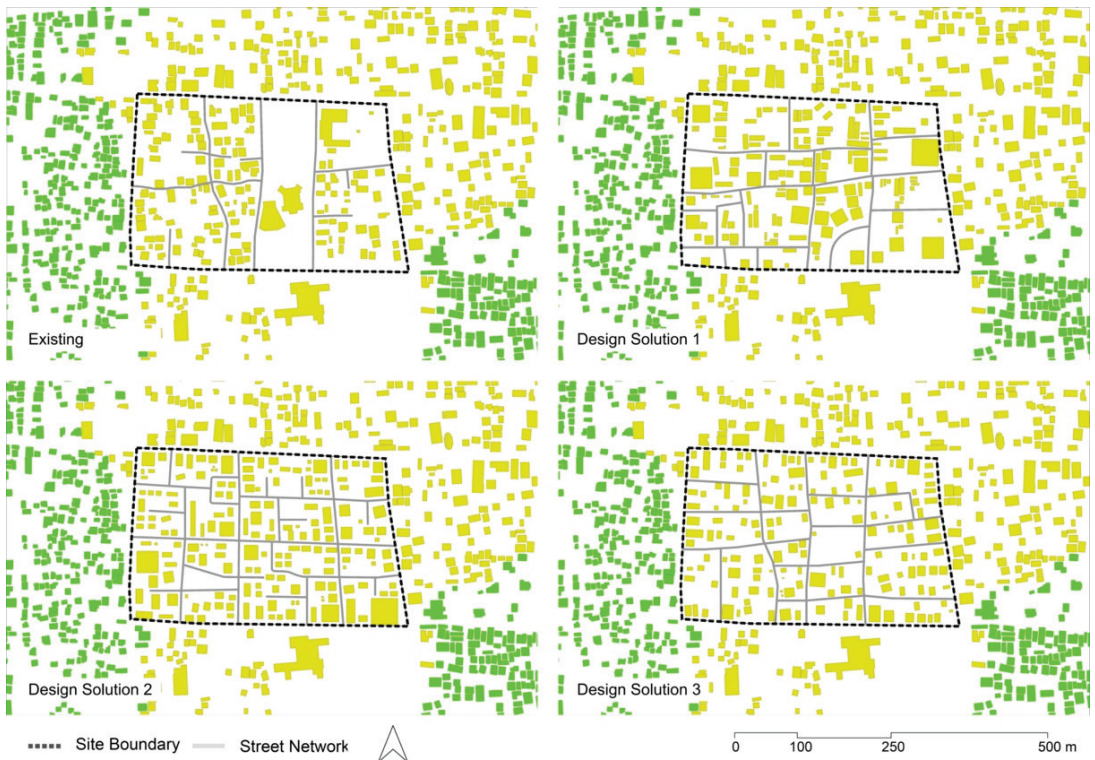 Existing
Design Solution 1
Design Solution 2
Design Solution 3
Site Boundary
Street Network
0 100 250 500 m